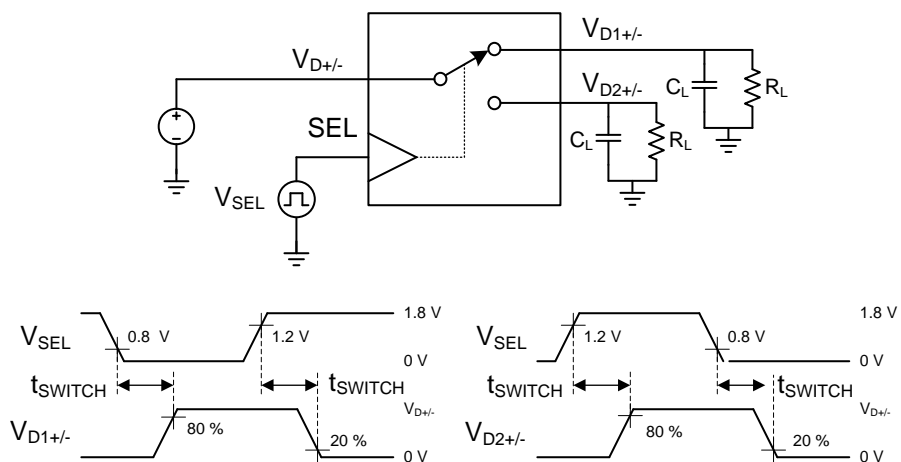 V_D+/-
V_D1+/-
V_D2+/-
C_L
R_L
C_L
R_L
SEL
V_SEL
+
-
V_SEL
0.8 V
1.2 V
1.8 V
0 V
t_SWITCH
t_SWITCH
V_D1+/-
80 %
20 %
V_D+/-
0 V
V_SEL
1.2 V
0.8 V
1.8 V
0 V
t_SWITCH
t_SWITCH
V_D2+/-
80 %
20 %
V_D+/-
0 V